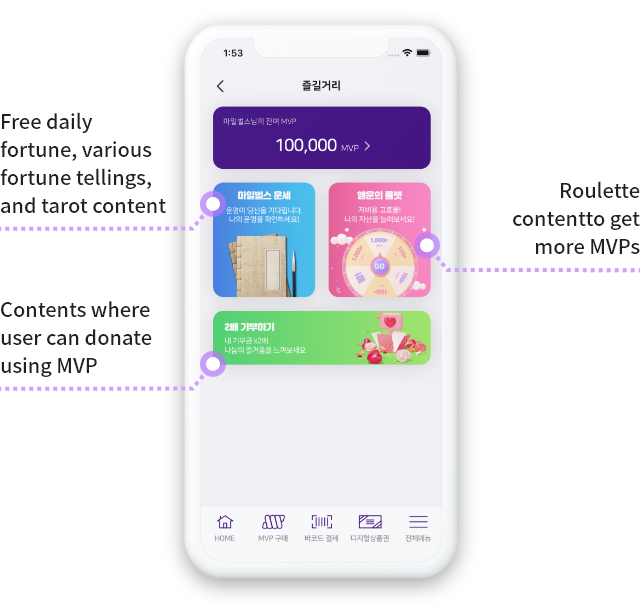 1:53
즐길거리
마일벌스님의 잔여 MVP
100,000 MVP
Free daily
fortune, various
fortune tellings,
and tarot content
마일벌스 운세
운명이 당신을 기다립니다.
나의 운명을 확인하세요!
행운의 룰렛
저비용 고효율!
나의 자산을 늘려보세요!
1,000P
GO
Roulette
contentto get
more MVPs
Contents where
user can donate
using MVP
2배 기부하기
내 기부금 x2배
나눔의 즐거움을 느껴보세요
HOME
MVP 구매
바코드 결제
디지털상품권
전체메뉴